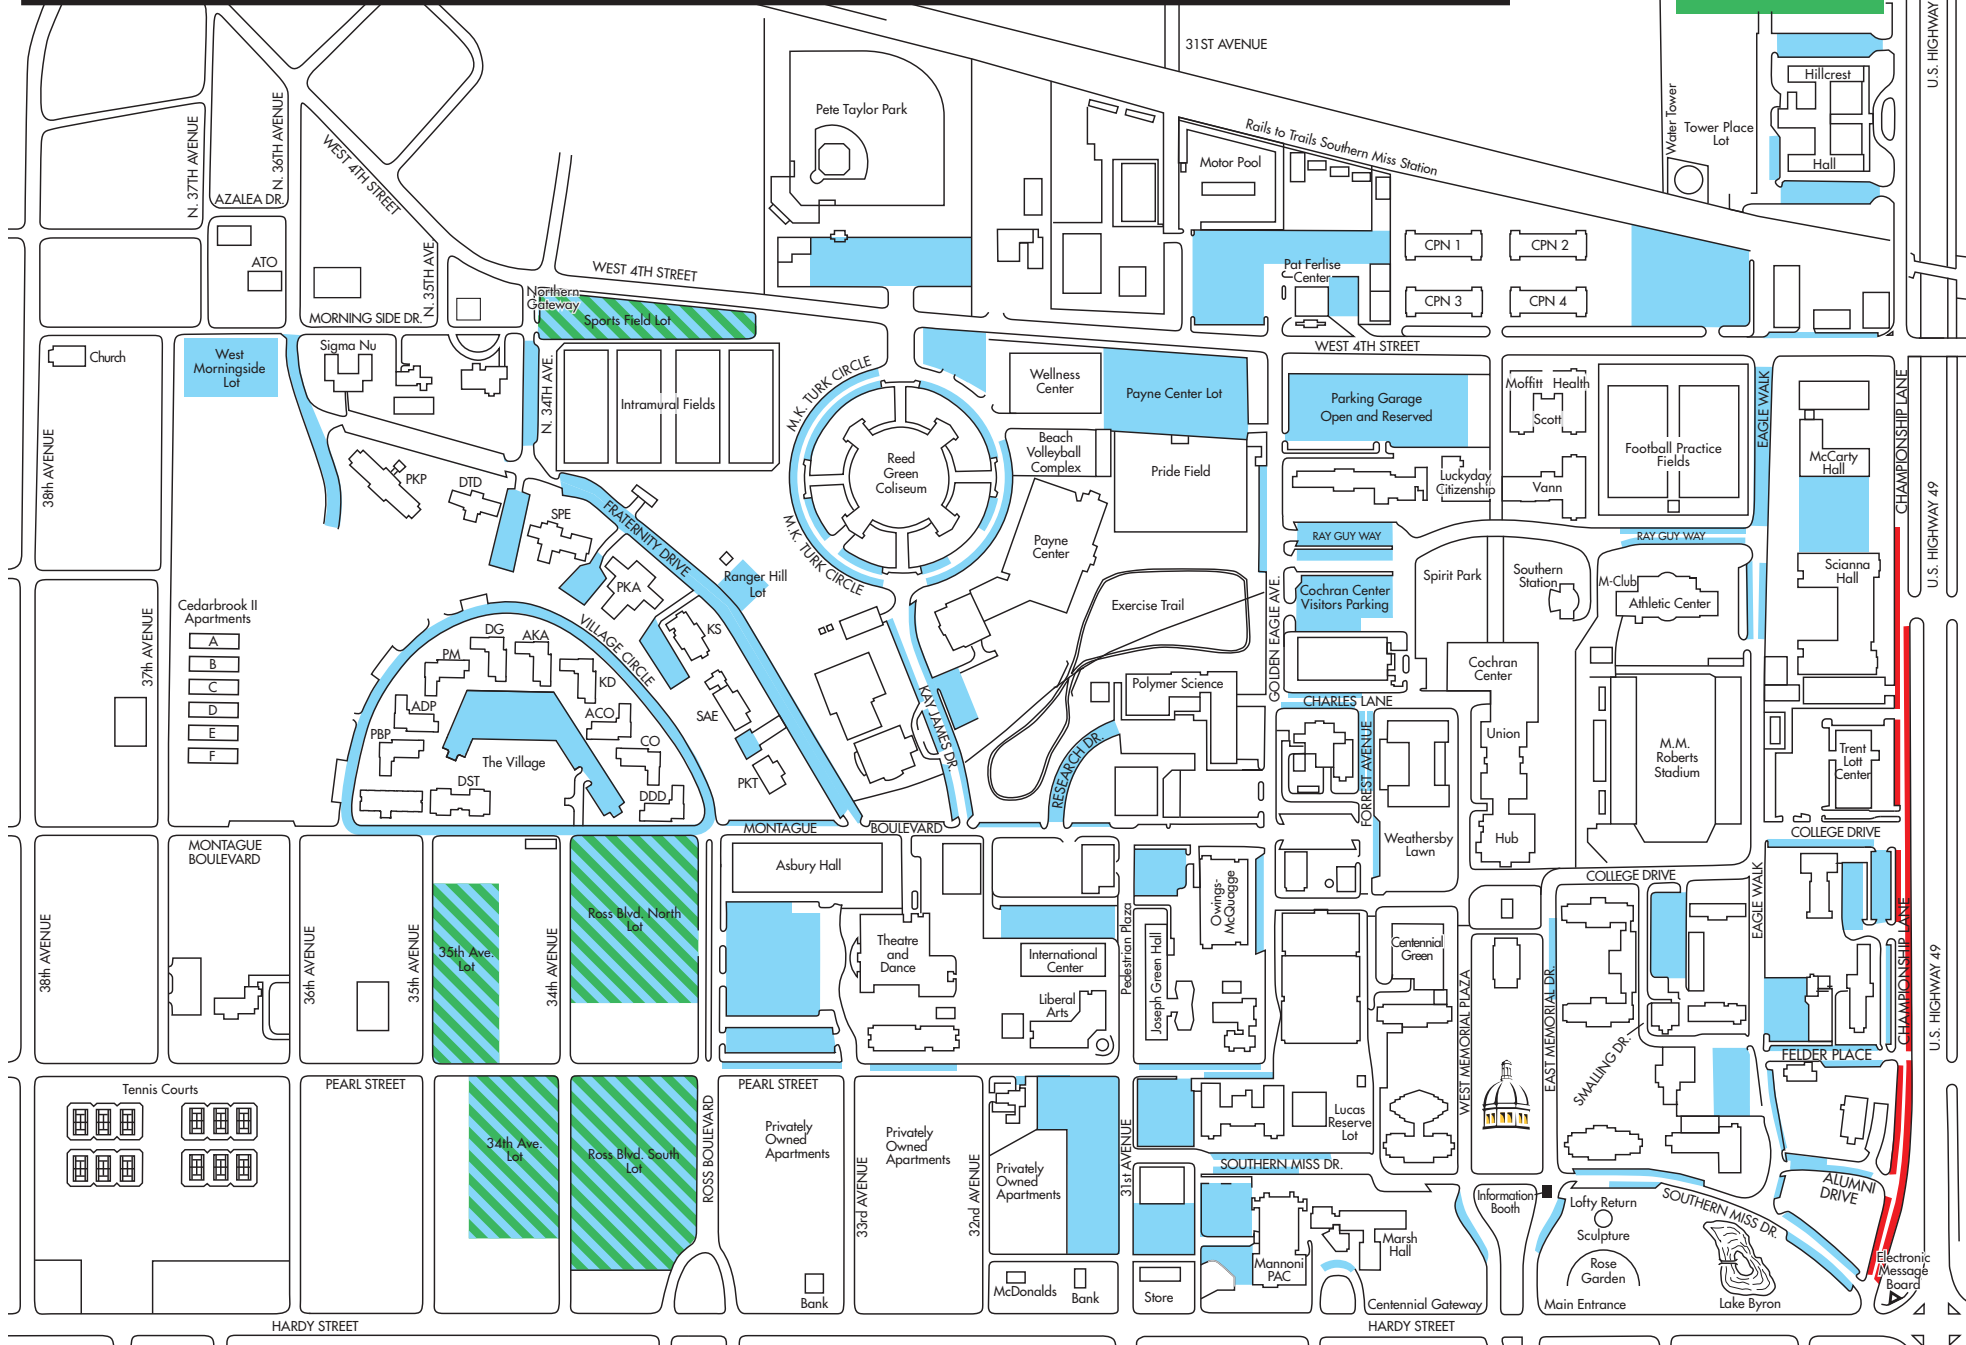 31ST AVENUE
U.S. HIGHWAY
Hillcrest
Hall
Water Tower
Tower Place
Lot
Pete Taylor Park
Rails to Trails Southern Miss Station
Motor Pool
N. 37TH AVENUE
N. 36TH AVENUE
AZALEA DR.
WEST 4TH STREET
ATO
N. 35TH AVE.
MORNING SIDE DR.
WEST 4TH STREET
Northern
Gateway
Sports Field Lot
Pat Ferlise
Center
CPN 1
CPN 2
CPN 3
CPN 4
WEST 4TH STREET
Church
West
Morningside
Lot
Sigma Nu
N. 34TH AVE.
Intramural Fields
M.K. TURK CIRCLE
Reed
Green
Coliseum
M.K. TURK CIRCLE
Wellness
Center
Payne Center Lot
Beach
Volleyball
Complex
Pride Field
Parking Garage
Open and Reserved
Moffitt
Health
Scott
Luckyday
Citizenship
Vann
Football Practice
Fields
EAGLE WALK
McCarty
Hall
CHAMPIONSHIP LANE
U.S. HIGHWAY 49
38th AVENUE
PKP
DTD
SPE
FRATERNITY DRIVE
PKA
Ranger Hill
Lot
Payne
Center
Exercise Trail
RAY GUY WAY
RAY GUY WAY
Cochran Center
Visitors Parking
Spirit Park
Southern
Station
M-Club
Athletic Center
Scianna
Hall
GOLDEN EAGLE AVE.
37th AVENUE
Cedarbrook II
Apartments
A
B
C
D
E
F
VILLAGE CIRCLE
DG
AKA
PM
KD
ADP
ACO
PBP
CO
The Village
DST
DDD
KS
SAE
PKT
KAY JAMES DR.
Polymer Science
RESEARCH DR.
CHARLES LANE
FORREST AVENUE
Cochran
Center
Union
Hub
Weathersby
Lawn
M.M.
Roberts
Stadium
Trent
Lott
Center
COLLEGE DRIVE
COLLEGE DRIVE
MONTAGUE
BOULEVARD
MONTAGUE
BOULEVARD
Asbury Hall
38th AVENUE
36th AVENUE
35th AVENUE
35th Ave.
Lot
34th AVENUE
Ross Blvd. North
Lot
Theatre
and
Dance
International
Center
Liberal
Arts
Pedestrian Plaza
Joseph Green Hall
Owings-
McQuagge
Centennial
Green
WEST MEMORIAL PLAZA
EAST MEMORIAL DR.
SMALLING DR.
EAGLE WALK
CHAMPIONSHIP LANE
U.S. HIGHWAY 49
FELDER PLACE
Tennis Courts
PEARL STREET
PEARL STREET
34th Ave.
Lot
Ross Blvd. South
Lot
ROSS BOULEVARD
Privately
Owned
Apartments
33rd AVENUE
Privately
Owned
Apartments
32nd AVENUE
Privately
Owned
Apartments
31st AVENUE
Lucas
Reserve
Lot
SOUTHERN MISS DR.
Information
Booth
Lofty Return
Sculpture
Rose
Garden
SOUTHERN MISS DR.
ALUMNI
DRIVE
Marsh
Hall
Mannoni
PAC
McDonalds
Bank
Bank
Store
Centennial Gateway
Main Entrance
Lake Byron
Electronic
Message
Board
HARDY STREET
HARDY STREET